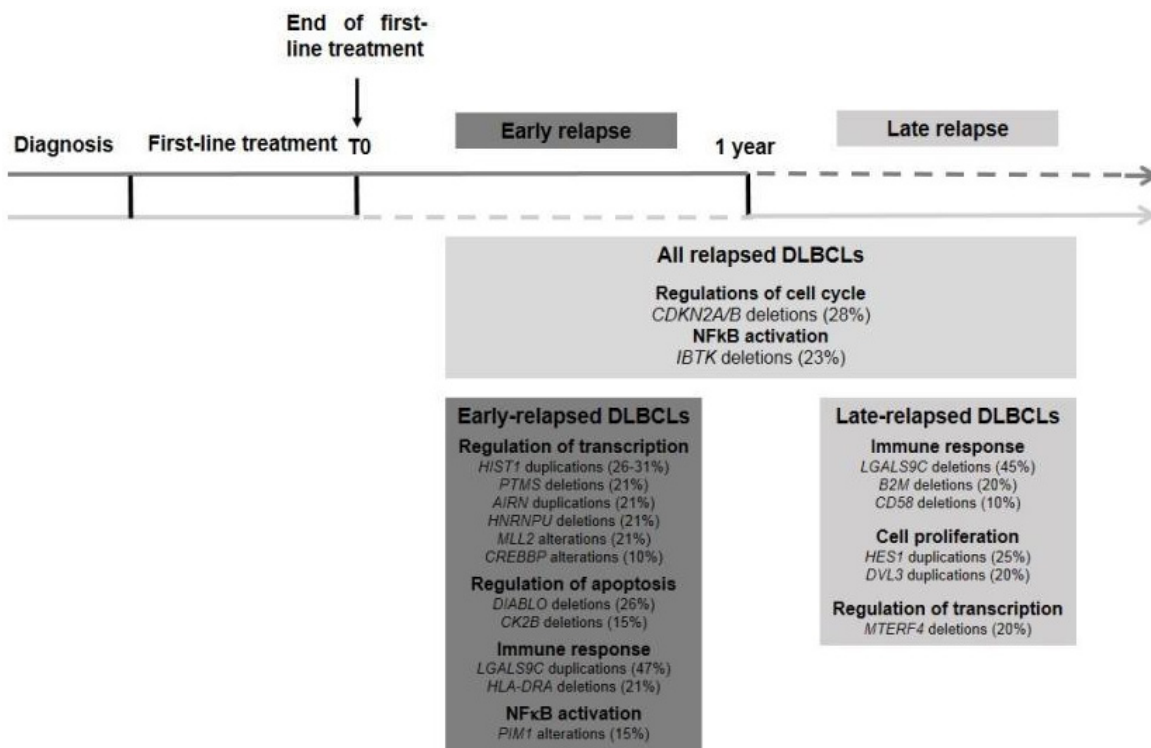 End of first-
line treatment
Diagnosis
First-line treatment
T0
Early relapse
1 year
Late relapse
All relapsed DLBCLs
Regulations of cell cycle
CDKN2A/B deletions (28%)
NFkB activation
IBTK deletions (23%)
Early-relapsed DLBCLs
Regulation of transcription
HIST1 duplications (26-31%)
PTMS deletions (21%)
AIRN duplications (21%)
HNRNPU deletions (21%)
MLL2 alterations (21%)
CREBBP alterations (10%)
Regulation of apoptosis
DIABLO deletions (26%)
CK2B deletions (15%)
Immune response
LGALS9C duplications (47%)
HLA-DRA deletions (21%)
NFκB activation
PIM1 alterations (15%)
Late-relapsed DLBCLs
Immune response
LGALS9C deletions (45%)
B2M deletions (20%)
CD58 deletions (10%)
Cell proliferation
HES1 duplications (25%)
DVL3 duplications (20%)
Regulation of transcription
MTERF4 deletions (20%)